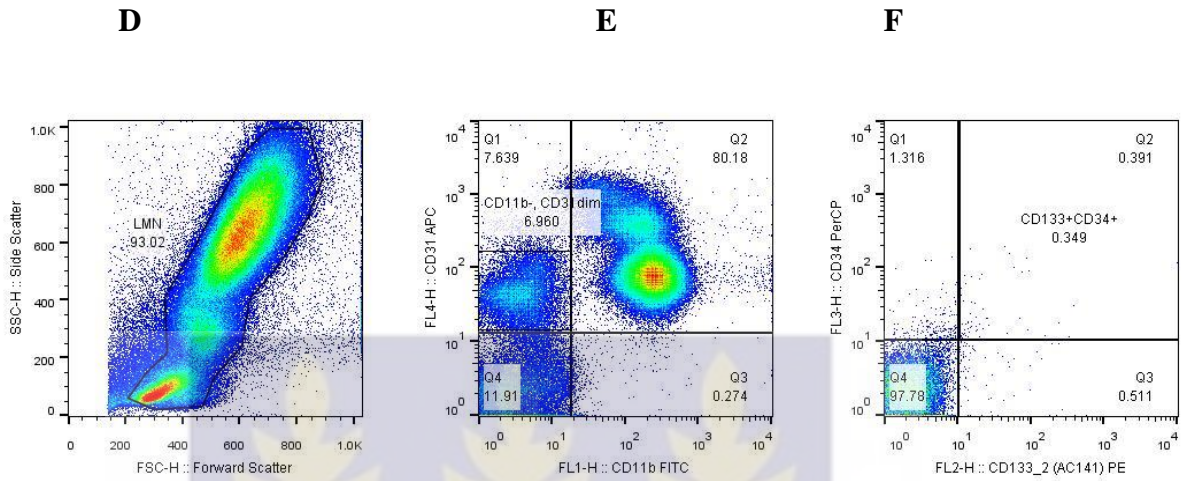 D
E
F
1.0K
800
600
400
200
0
LMN
93.02
0 200 400 600 800 1.0K
SSC-H :: Side Scatter
FSC-H :: Forward Scatter
10^4
10^3
10^2
10^1
10^0
Q1
7.639
Q2
80.18
CD11b-, CD31dim
6.960
Q4
11.91
Q3
0.274
10^0 10^1 10^2 10^3 10^4
FL4-H :: CD31 APC
FL1-H :: CD11b FITC
10^4
10^3
10^2
10^1
10^0
Q1
1.316
Q2
0.391
CD133+CD34+
0.349
Q4
97.78
Q3
0.511
10^0 10^1 10^2 10^3 10^4
FL3-H :: CD34 PerCP
FL2-H :: CD133_2 (AC141) PE